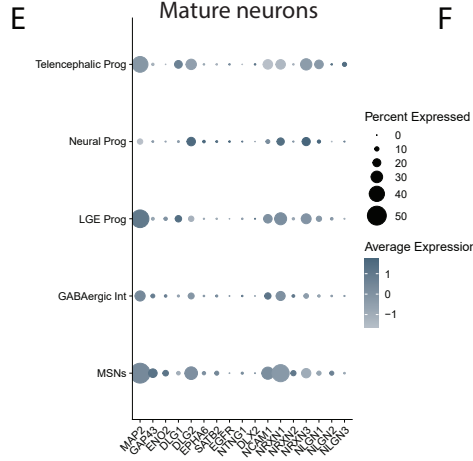 E
Mature neurons
F
Telencephalic Prog
Neural Prog
LGE Prog
GABAergic Int
MSNs
MAP2
GAP43
ENO2
DLG1
DLG2
EPHA6
SATB2
EGFR
NTNG1
DLX2
NCAM1
NRXN1
NRXN2
NRXN3
NLGN1
NLGN2
NLGN3
Percent Expressed
0
10
20
30
40
50
Average Expression
1
0
−1